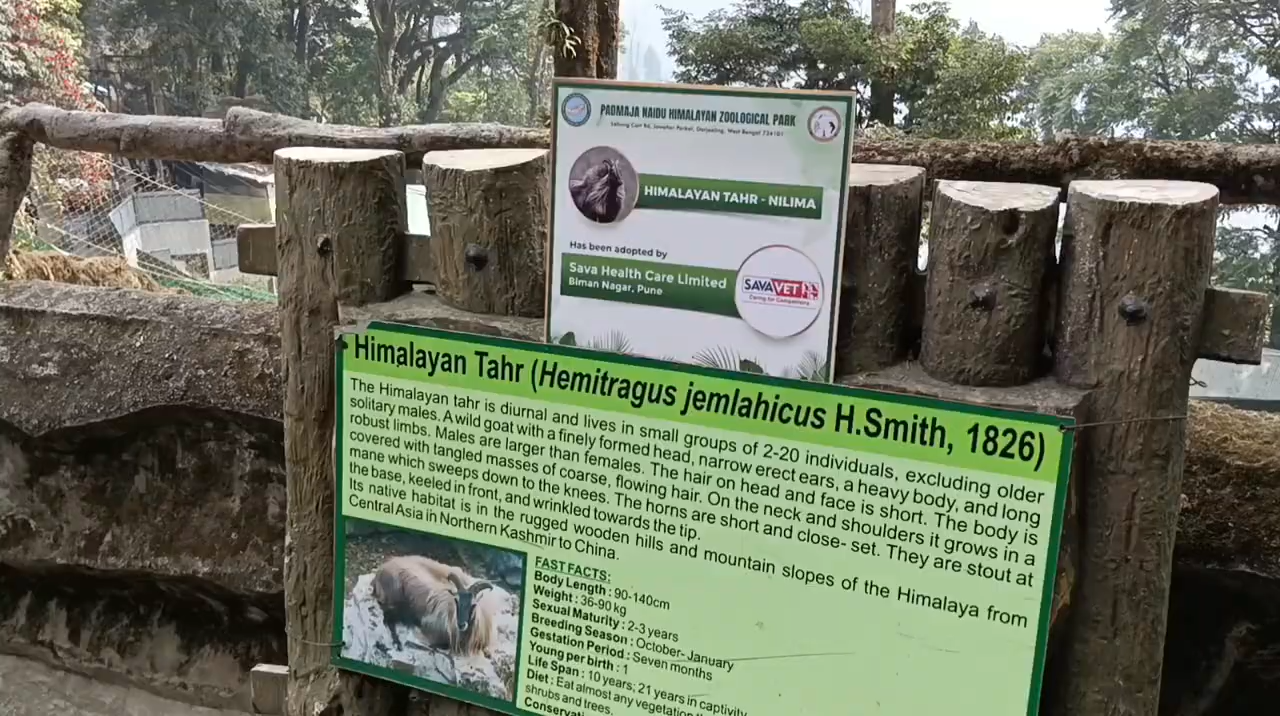 PADMAJA NAIDU HIMALAYAN ZOOLOGICAL PARK
Jawahar Parbat, Darjeeling, West Bengal 734101
HIMALAYAN TAHR - NILIMA
Has been adopted by
Sava Health Care Limited
Biman Nagar, Pune
SAVAVET
Caring for Companions
Himalayan Tahr (Hemitragus jemlahicus H.Smith, 1826)
The Himalayan tahr is diurnal and lives in small groups of 2-20 individuals, excluding older
solitary males. A wild goat with a finely formed head, narrow erect ears, a heavy body, and long
robust limbs. Males are larger than females. The hair on head and face is short. The body is
covered with tangled masses of coarse, flowing hair. On the neck and shoulders it grows in a
mane which sweeps down to the knees. The horns are short and close- set. They are stout at
the base, keeled in front, and wrinkled towards the tip.
Its native habitat is in the rugged wooden hills and mountain slopes of the Himalaya from
Central Asia in Northern Kashmir to China.
FAST FACTS:
Body Length : 90-140cm
Weight : 36-90 kg
Sexual Maturity : 2-3 years
Breeding Season : October- January
Gestation Period : Seven months
Young per birth : 1
Life Span : 10 years; 21 years in captivity
Diet : Eat almost any vegetation
shrubs and trees.